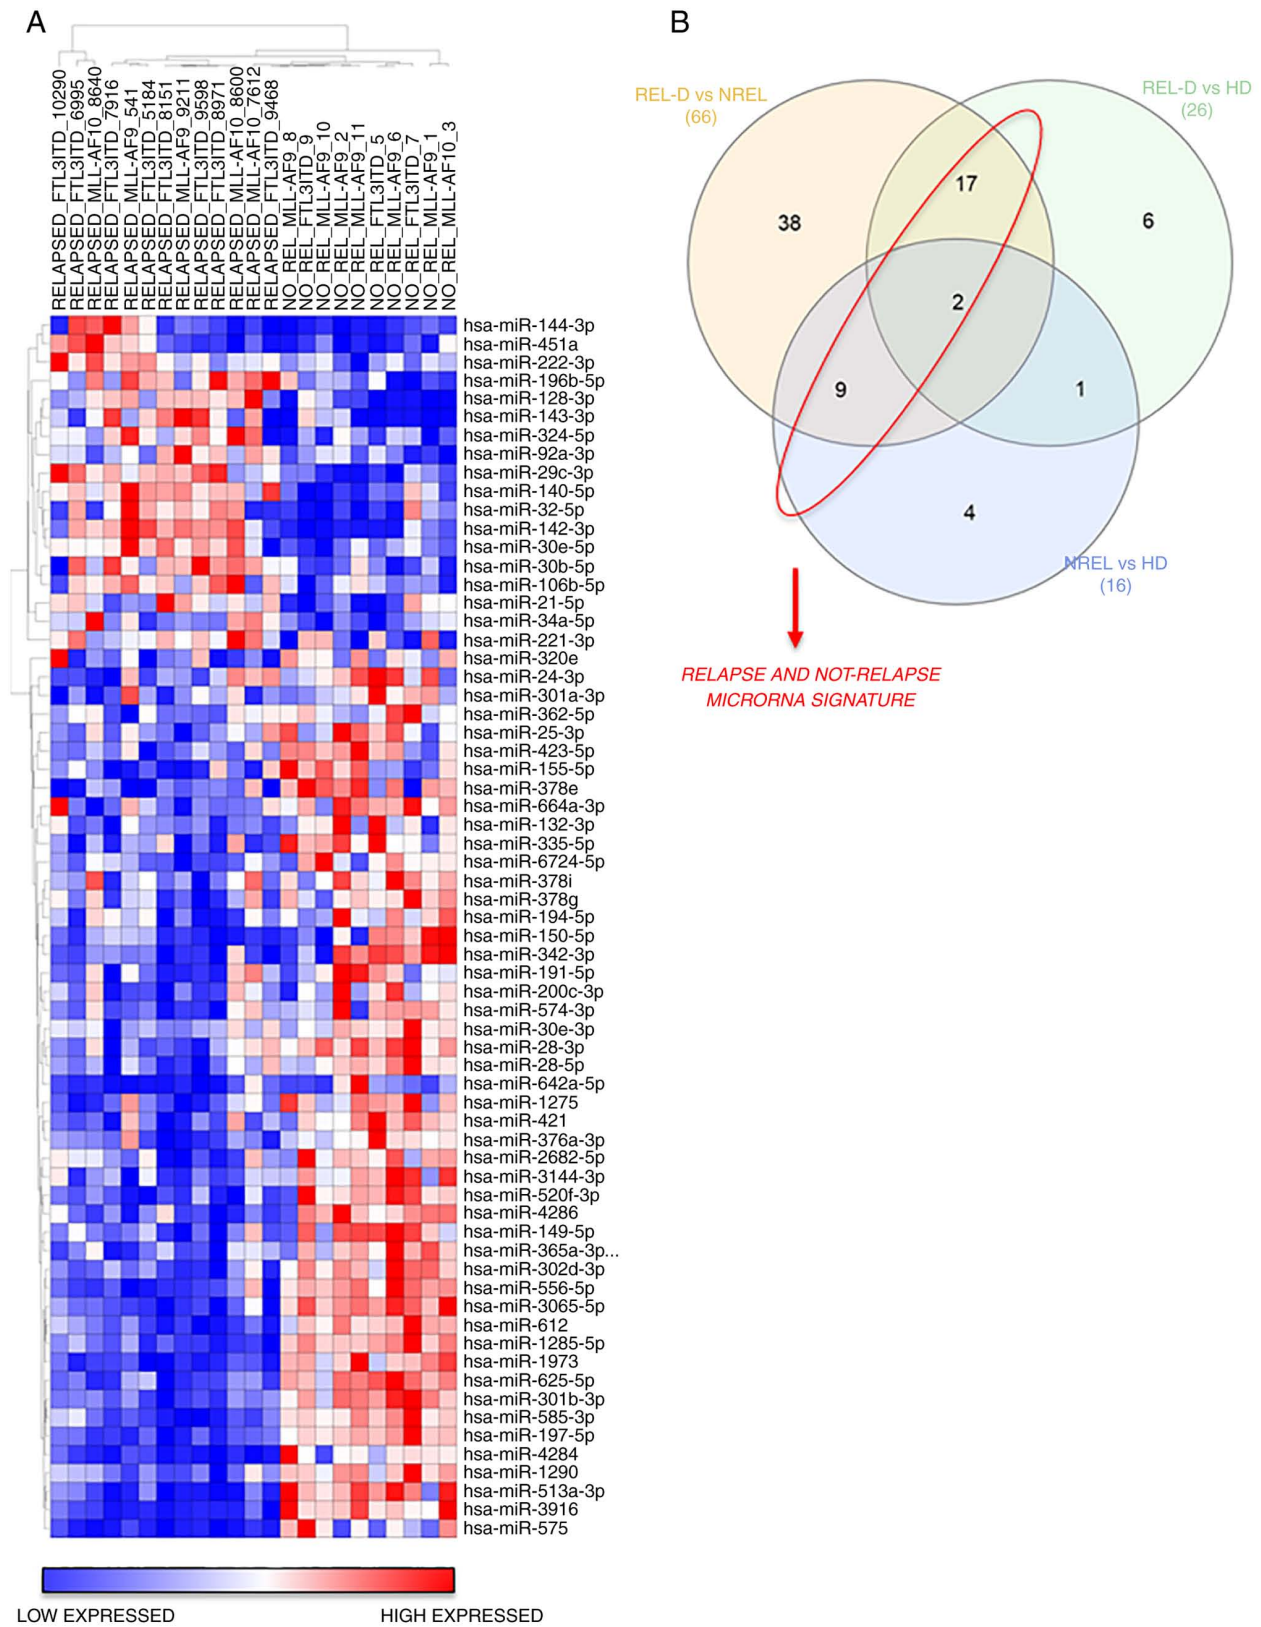 A
B
RELAPSED_FTL3ITD_10290
RELAPSED_FTL3ITD_6995
RELAPSED_MLL-AF10_8640
RELAPSED_FTL3ITD_7916
RELAPSED_MLL-AF9_541
RELAPSED_FTL3ITD_5184
RELAPSED_FTL3ITD_8151
RELAPSED_MLL-AF9_9211
RELAPSED_FTL3ITD_9598
RELAPSED_FTL3ITD_8971
RELAPSED_MLL-AF10_8600
RELAPSED_MLL-AF10_7612
RELAPSED_FTL3ITD_9468
NO_REL_MLL-AF9_8
NO_REL_FTL3ITD_9
NO_REL_MLL-AF9_10
NO_REL_MLL-AF9_2
NO_REL_MLL-AF9_11
NO_REL_FTL3ITD_5
NO_REL_MLL-AF9_6
NO_REL_FTL3ITD_7
NO_REL_MLL-AF9_1
NO_REL_MLL-AF10_3
hsa-miR-144-3p
hsa-miR-451a
hsa-miR-222-3p
hsa-miR-196b-5p
hsa-miR-128-3p
hsa-miR-143-3p
hsa-miR-324-5p
hsa-miR-92a-3p
hsa-miR-29c-3p
hsa-miR-140-5p
hsa-miR-32-5p
hsa-miR-142-3p
hsa-miR-30e-5p
hsa-miR-30b-5p
hsa-miR-106b-5p
hsa-miR-21-5p
hsa-miR-34a-5p
hsa-miR-221-3p
hsa-miR-320e
hsa-miR-24-3p
hsa-miR-301a-3p
hsa-miR-362-5p
hsa-miR-25-3p
hsa-miR-423-5p
hsa-miR-155-5p
hsa-miR-378e
hsa-miR-664a-3p
hsa-miR-132-3p
hsa-miR-335-5p
hsa-miR-6724-5p
hsa-miR-378i
hsa-miR-378g
hsa-miR-194-5p
hsa-miR-150-5p
hsa-miR-342-3p
hsa-miR-191-5p
hsa-miR-200c-3p
hsa-miR-574-3p
hsa-miR-30e-3p
hsa-miR-28-3p
hsa-miR-28-5p
hsa-miR-642a-5p
hsa-miR-1275
hsa-miR-421
hsa-miR-376a-3p
hsa-miR-2682-5p
hsa-miR-3144-3p
hsa-miR-520f-3p
hsa-miR-4286
hsa-miR-149-5p
hsa-miR-365a-3p...
hsa-miR-302d-3p
hsa-miR-556-5p
hsa-miR-3065-5p
hsa-miR-612
hsa-miR-1285-5p
hsa-miR-1973
hsa-miR-625-5p
hsa-miR-301b-3p
hsa-miR-585-3p
hsa-miR-197-5p
hsa-miR-4284
hsa-miR-1290
hsa-miR-513a-3p
hsa-miR-3916
hsa-miR-575
LOW EXPRESSED
HIGH EXPRESSED
REL-D vs NREL
(66)
REL-D vs HD
(26)
17
38
6
2
9
1
4
NREL vs HD
(16)
RELAPSE AND NOT-RELAPSE
MICRORNA SIGNATURE